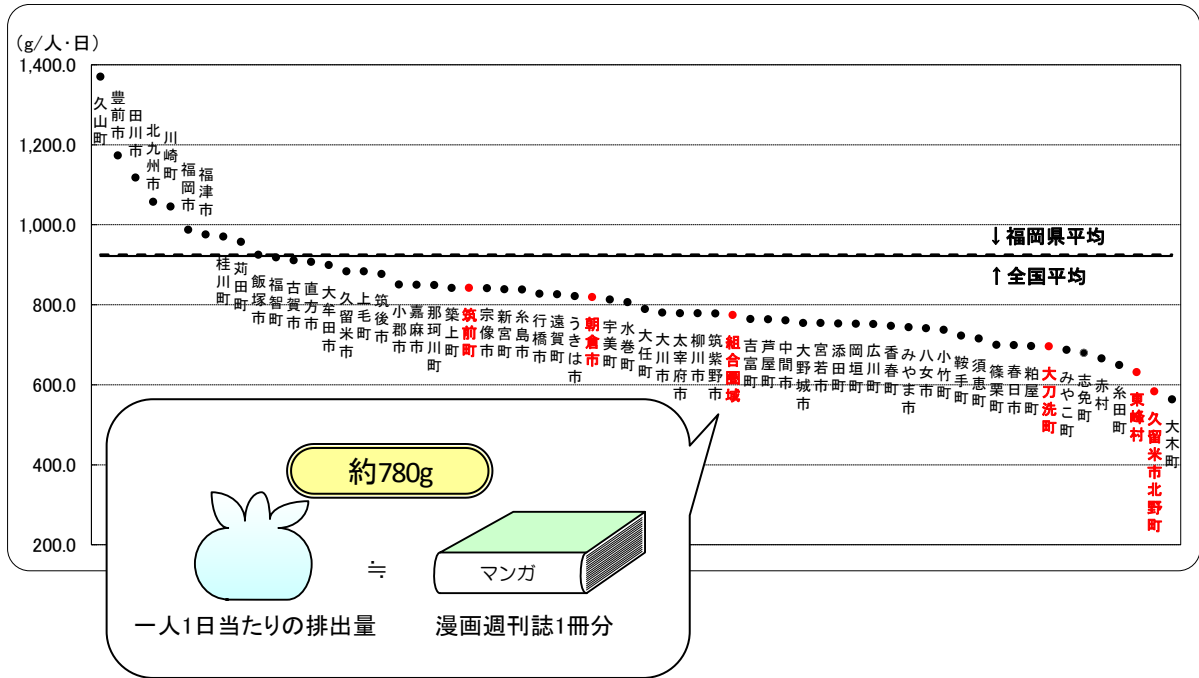 (g/人・日)
1,400.0
1,200.0
1,000.0
800.0
600.0
400.0
200.0
久山町
豊前市
田川市
北九州市
川崎町
福岡市
福津市
桂川町
苅田町
飯塚市
福智町
古賀市
直方市
大牟田市
久留米市
上毛町
筑後市
小郡市
嘉麻市
那珂川町
築上町
筑前町
宗像市
新宮町
糸島市
行橋市
遠賀町
うきは市
朝倉市
宇美町
水巻町
大任町
大川市
太宰府市
柳川市
筑紫野市
組合圏域
吉富町
芦屋町
中間市
大野城市
宮若市
添田町
岡垣町
広川町
香春町
みやま市
八女市
小竹町
鞍手町
須恵町
篠栗町
春日市
粕屋町
大刀洗町
みやこ町
志免町
赤村
糸田町
東峰村
久留米市北野町
大木町
↓福岡県平均
↑全国平均
約780g
≒
マンガ
一人1日当たりの排出量
漫画週刊誌1冊分